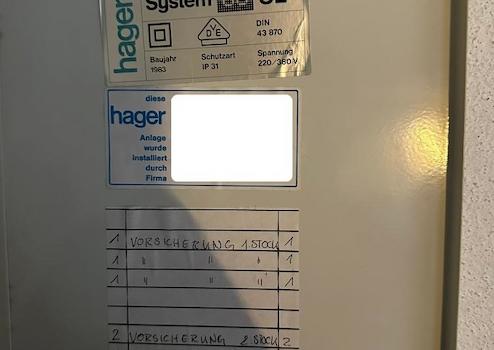 hager
System
DIN
43 870
VDE
Baujahr
1983
Schutzart
IP 31
Spannung
220/380 V
diese
hager
Anlage
wurde
installiert
durch
Firma
1 VORSICHERUNG 1. STOCK 1
1 " " " 1
1 " " " 1
2 VORSICHERUNG 2 STOCK 2